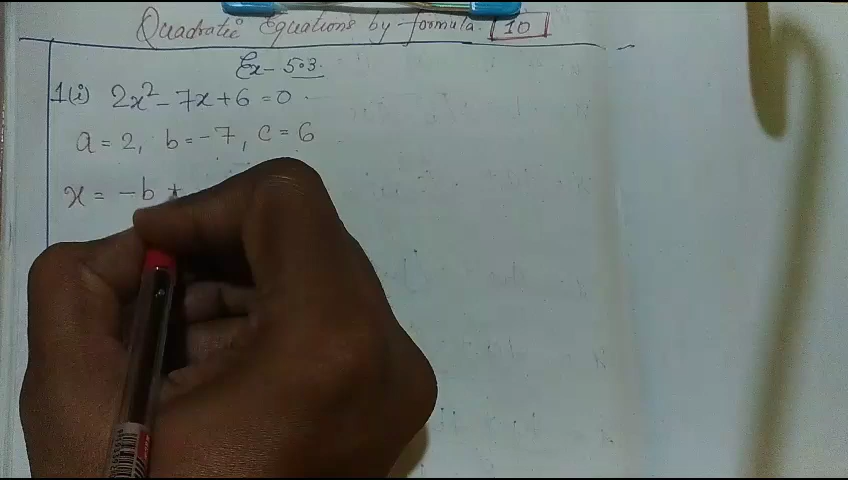 Quadratic Equations by formula. 10
Ex- 5.3.
1(i) 2x² - 7x + 6 = 0
a = 2, b = -7, c = 6
x = -b +